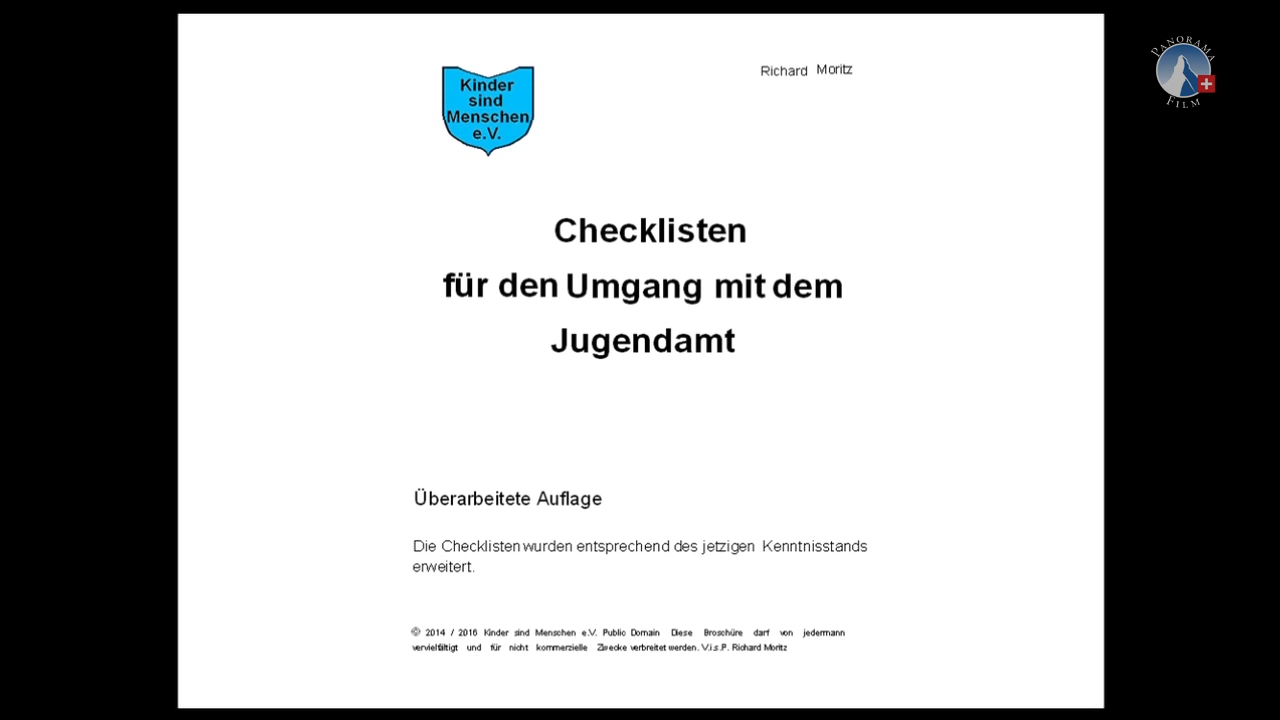 Kinder
sind
Menschen
e.V.
Richard Moritz
PANORAMA
FILM
Checklisten
für den Umgang mit dem
Jugendamt
Überarbeitete Auflage
Die Checklisten wurden entsprechend des jetzigen Kenntnisstands
erweitert.
© 2014 / 2016 Kinder sind Menschen e.V. Public Domain Diese Broschüre darf von jedermann
vervielfältigt und für nicht kommerzielle Zwecke verbreitet werden. V.i.s.P. Richard Moritz